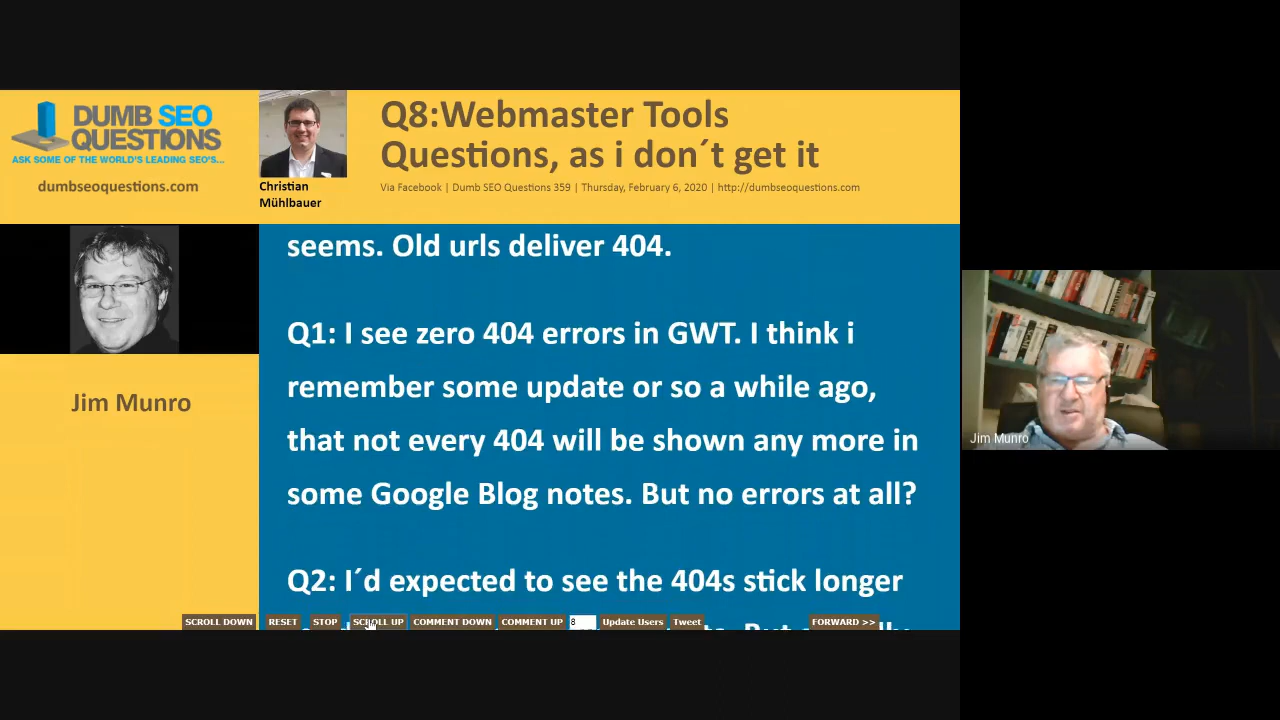 DUMB SEO
QUESTIONS
ASK SOME OF THE WORLD'S LEADING SEO'S...
dumbseoquestions.com
Christian
Mühlbauer
Q8:Webmaster Tools
Questions, as i don´t get it
Via Facebook | Dumb SEO Questions 359 | Thursday, February 6, 2020 | http://dumbseoquestions.com
Jim Munro
seems. Old urls deliver 404.
Q1: I see zero 404 errors in GWT. I think i
remember some update or so a while ago,
that not every 404 will be shown any more in
some Google Blog notes. But no errors at all?
Q2: I´d expected to see the 404s stick longer
SCROLL DOWN RESET STOP SCROLL UP COMMENT DOWN COMMENT UP 8 Update Users Tweet FORWARD >>
Jim Munro